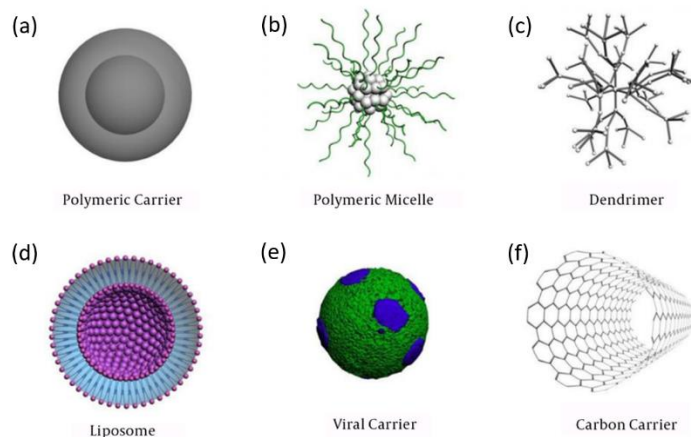 (a)
(b)
(c)
Polymeric Carrier
Polymeric Micelle
Dendrimer
(d)
(e)
(f)
Liposome
Viral Carrier
Carbon Carrier